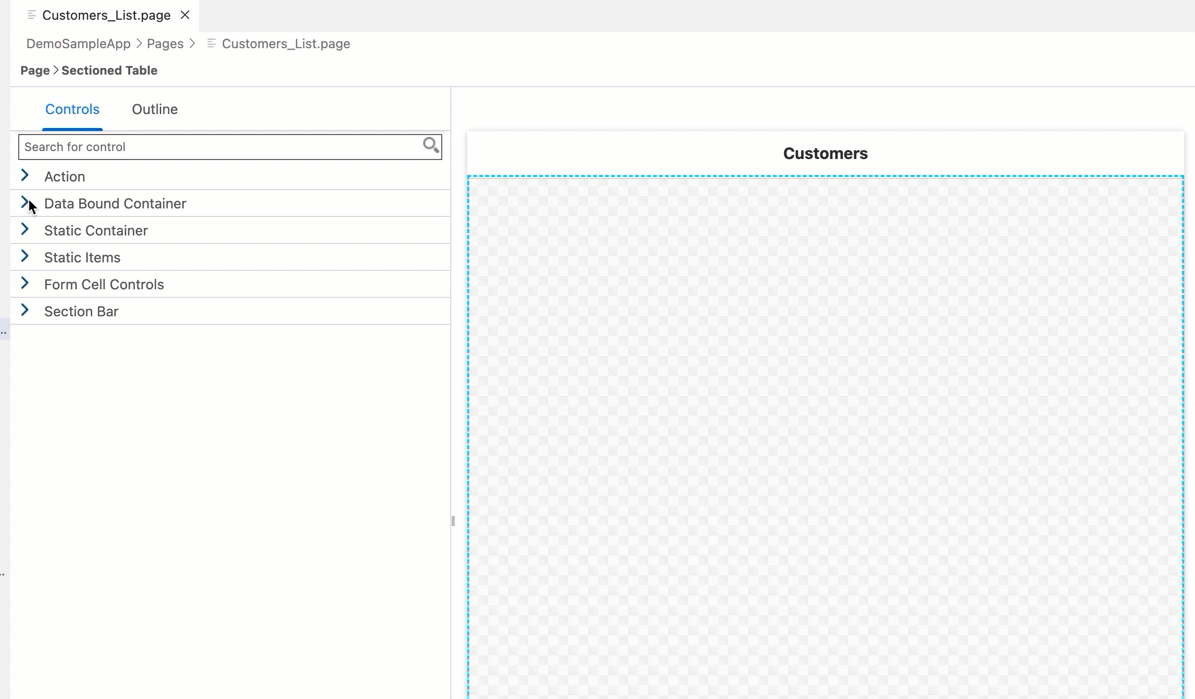 Customers_List.page
DemoSampleApp > Pages > Customers_List.page
Page > Sectioned Table
Controls Outline
Search for control
Action
Data Bound Container
Static Container
Static Items
Form Cell Controls
Section Bar
Customers